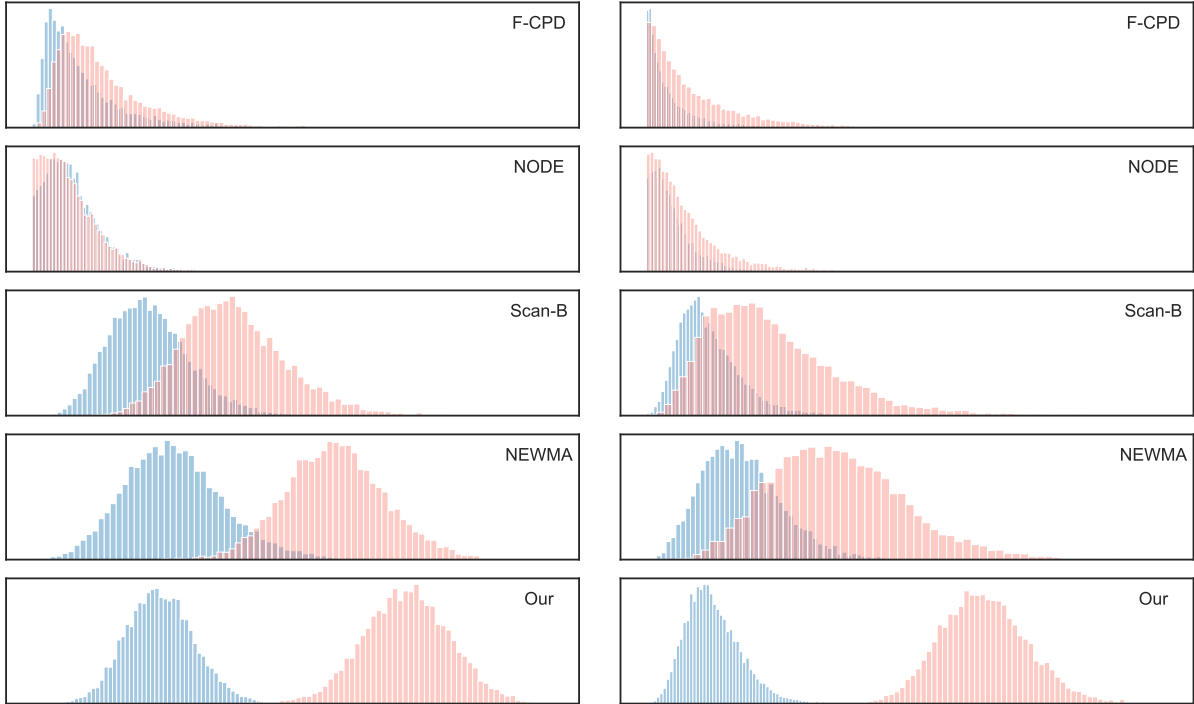 F-CPD
F-CPD
NODE
NODE
Scan-B
Scan-B
NEWMA
NEWMA
Our
Our